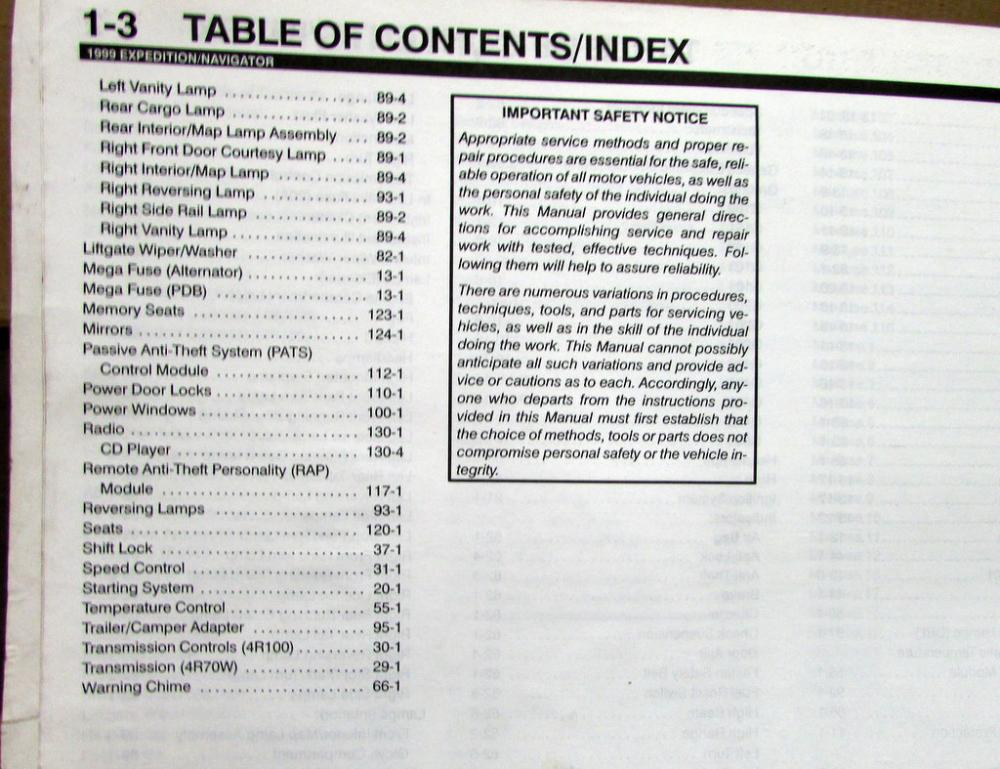 1-3 TABLE OF CONTENTS/INDEX
1999 EXPEDITION/NAVIGATOR
Left Vanity Lamp .................. 89-4
Rear Cargo Lamp .................. 89-2
Rear Interior/Map Lamp Assembly ..... 89-2
Right Front Door Courtesy Lamp ..... 89-1
Right Interior/Map Lamp ............. 89-4
Right Reversing Lamp .............. 93-1
Right Side Rail Lamp ............... 89-2
Right Vanity Lamp ................. 89-4
Liftgate Wiper/Washer ................ 82-1
Mega Fuse (Alternator) ............... 13-1
Mega Fuse (PDB) ................... 13-1
Memory Seats ..................... 123-1
Mirrors ........................... 124-1
Passive Anti-Theft System (PATS)
Control Module ................... 112-1
Power Door Locks .................. 110-1
Power Windows .................... 100-1
Radio ............................ 130-1
CD Player ....................... 130-4
Remote Anti-Theft Personality (RAP)
Module ......................... 117-1
Reversing Lamps ................... 93-1
Seats ............................ 120-1
Shift Lock ........................ 37-1
Speed Control ..................... 31-1
Starting System .................... 20-1
Temperature Control ................. 55-1
Trailer/Camper Adapter .............. 95-1
Transmission Controls (4R100) ......... 30-1
Transmission (4R70W) ............... 29-1
Warning Chime .................... 66-1
IMPORTANT SAFETY NOTICE
Appropriate service methods and proper re-
pair procedures are essential for the safe, reli-
able operation of all motor vehicles, as well as
the personal safety of the individual doing the
work. This Manual provides general direc-
tions for accomplishing service and repair
work with tested, effective techniques. Fol-
lowing them will help to assure reliability.
There are numerous variations in procedures,
techniques, tools, and parts for servicing ve-
hicles, as well as in the skill of the individual
doing the work. This Manual cannot possibly
anticipate all such variations and provide ad-
vice or cautions as to each. Accordingly, any-
one who departs from the instructions pro-
vided in this Manual must first establish that
the choice of methods, tools or parts does not
compromise personal safety or the vehicle in-
tegrity.